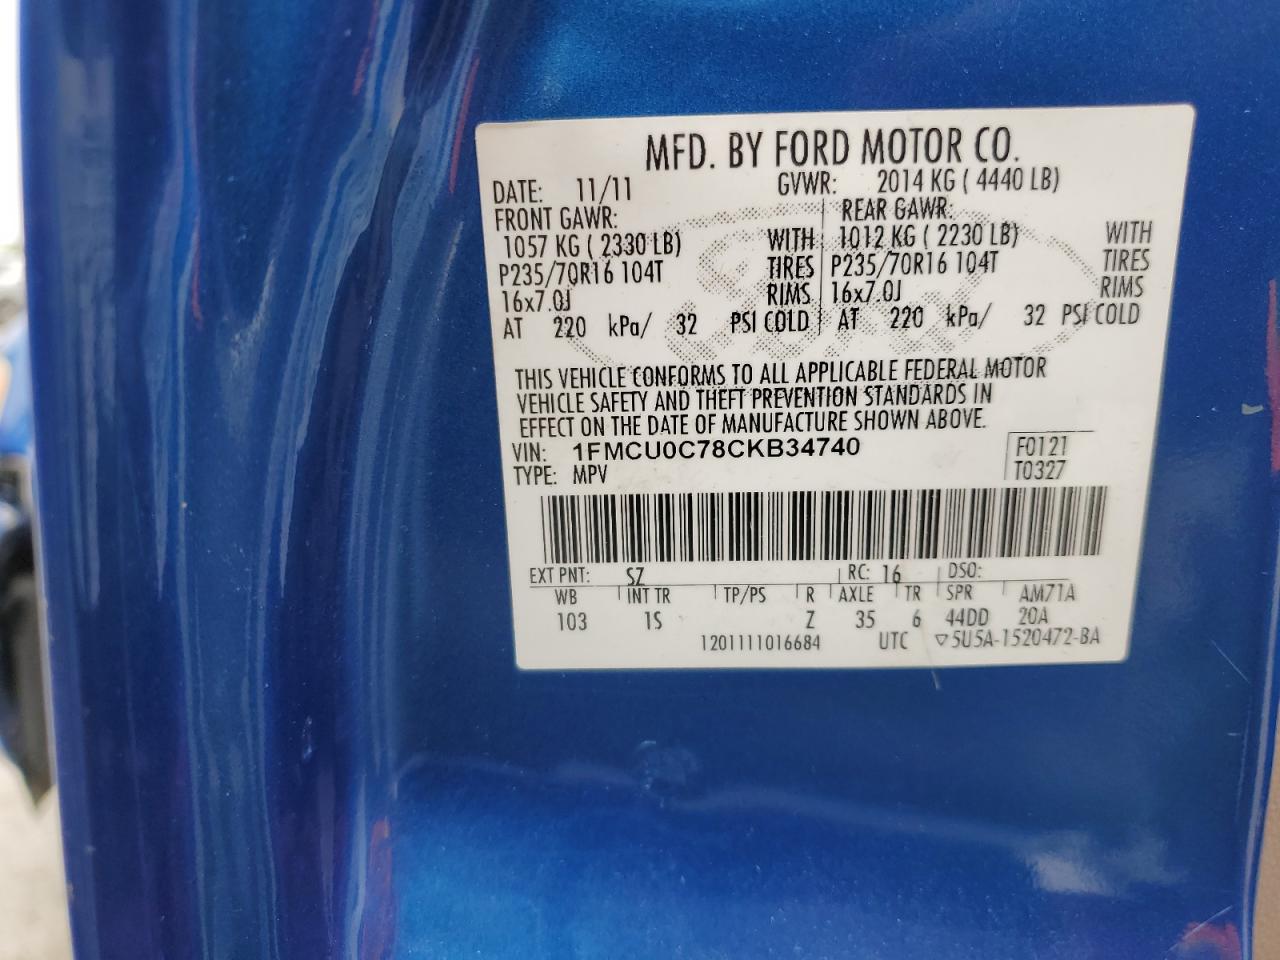 MFD. BY FORD MOTOR CO.
DATE: 11/11 GVWR: 2014 KG ( 4440 LB)
FRONT GAWR: REAR GAWR:
1057 KG ( 2330 LB) WITH 1012 KG ( 2230 LB) WITH
P235/70R16 104T TIRES P235/70R16 104T TIRES
16x7.0J RIMS 16x7.0J RIMS
AT 220 kPa/ 32 PSI COLD AT 220 kPa/ 32 PSI COLD
THIS VEHICLE CONFORMS TO ALL APPLICABLE FEDERAL MOTOR
VEHICLE SAFETY AND THEFT PREVENTION STANDARDS IN
EFFECT ON THE DATE OF MANUFACTURE SHOWN ABOVE.
VIN: 1FMCU0C78CKB34740 F0121
TYPE: MPV T0327
EXT PNT: SZ RC: 16 DSO:
WB INT TR TP/PS R AXLE TR SPR AM71A
103 1S Z 35 6 44DD 20A
1201111016684 UTC ▽5U5A-1520472-BA